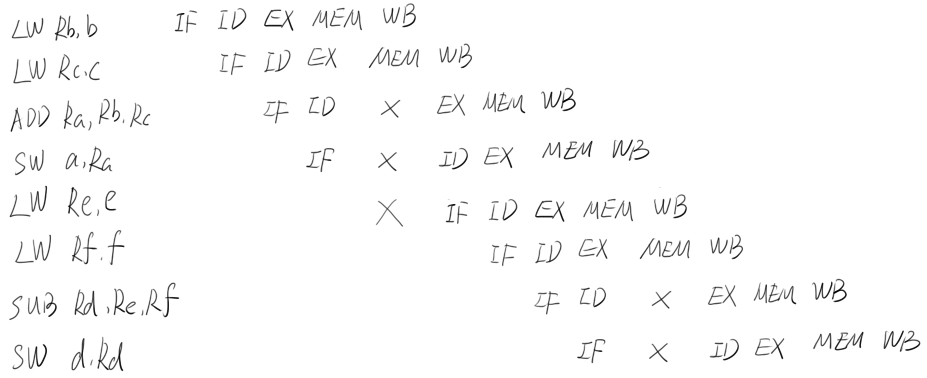 LW Rb,b IF ID EX MEM WB
LW Rc.c IF ID EX MEM WB
ADD Ra,Rb.Rc IF ID X EX MEM WB
SW a,Ra IF X ID EX MEM WB
LW Re,e X IF ID EX MEM WB
LW Rf.f IF ID EX MEM WB
SUB Rd,Re,Rf IF ID X EX MEM WB
SW d.Rd IF X ID EX MEM WB